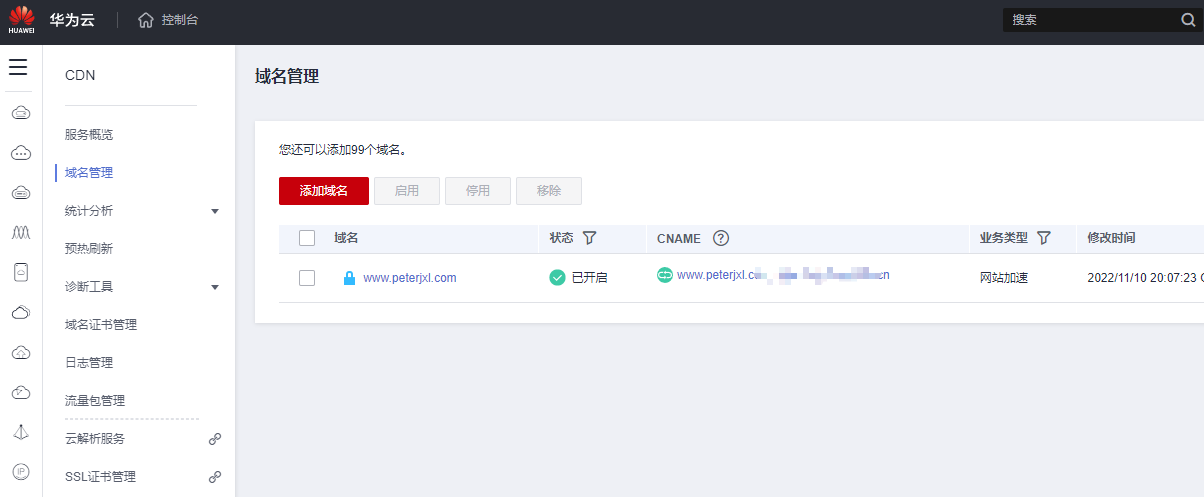 HUAWEI
华为云
控制台
搜索
CDN
服务概览
域名管理
统计分析
预热刷新
诊断工具
域名证书管理
日志管理
流量包管理
云解析服务
SSL证书管理
IP
域名管理
您还可以添加99个域名。
添加域名 启用 停用 移除
域名 状态 CNAME ? 业务类型 修改时间
www.peterjxl.com 已开启 www.peterjxl.c cn 网站加速 2022/11/10 20:07:23